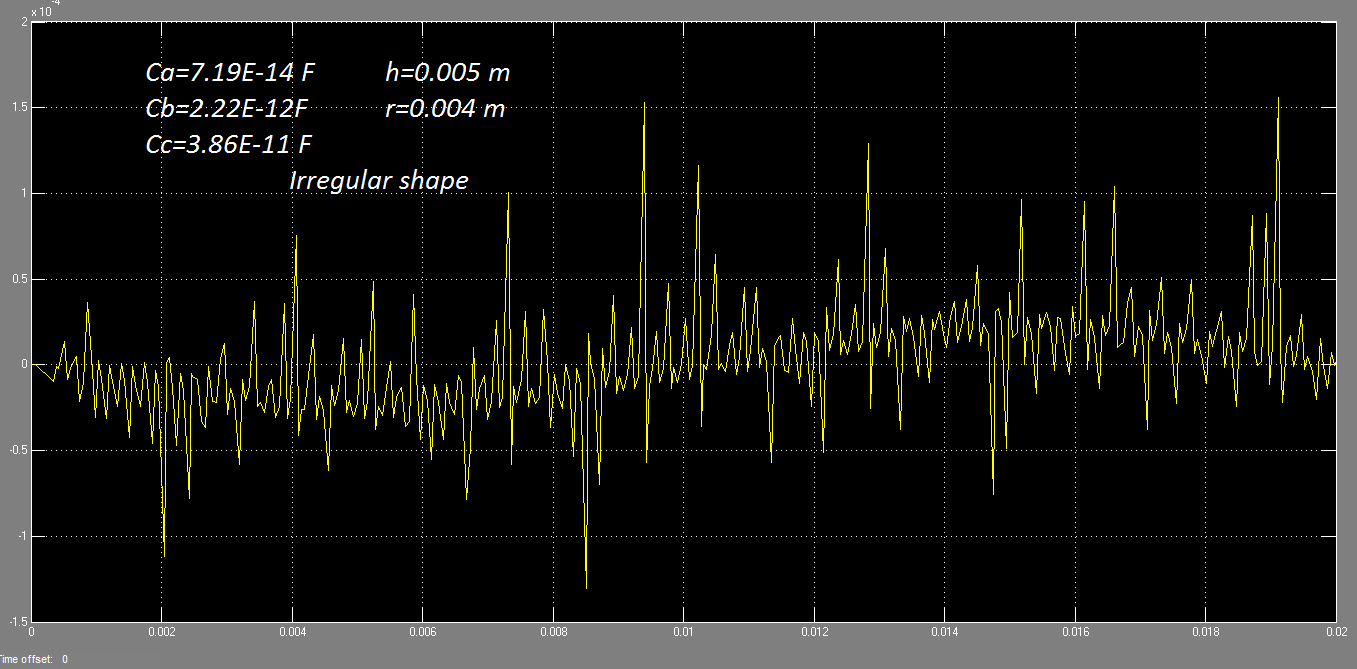 x 10-4
2
Ca=7.19E-14 F h=0.005 m
1.5
Cb=2.22E-12F r=0.004 m
Cc=3.86E-11 F
Irregular shape
1
0.5
0
-0.5
-1
-1.5
0 0.002 0.004 0.006 0.008 0.01 0.012 0.014 0.016 0.018 0.02
Time offset: 0